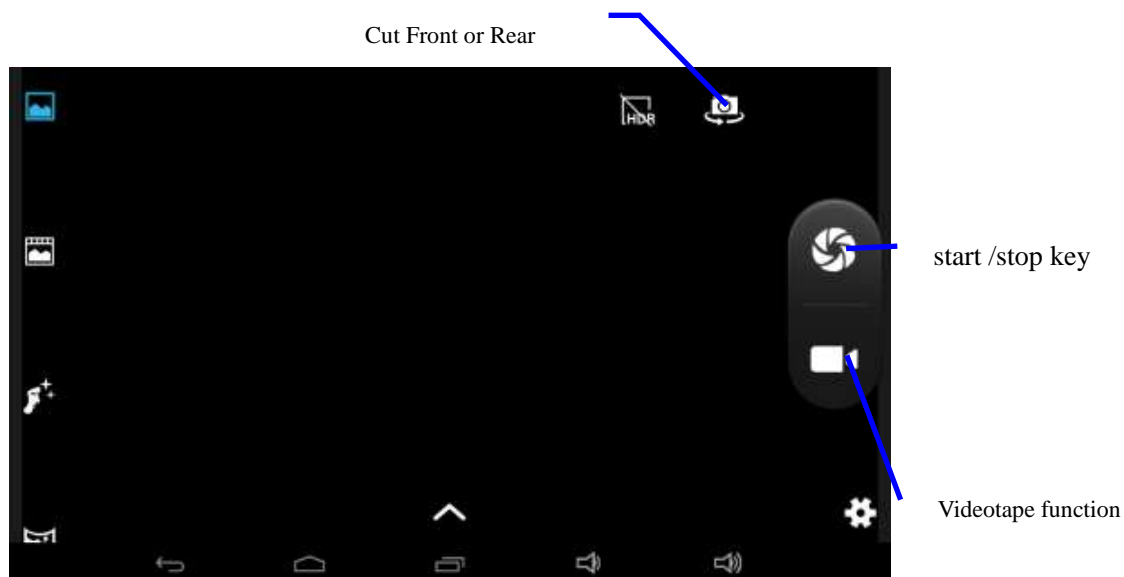 Cut Front or Rear
HDR
start /stop key
Videotape function